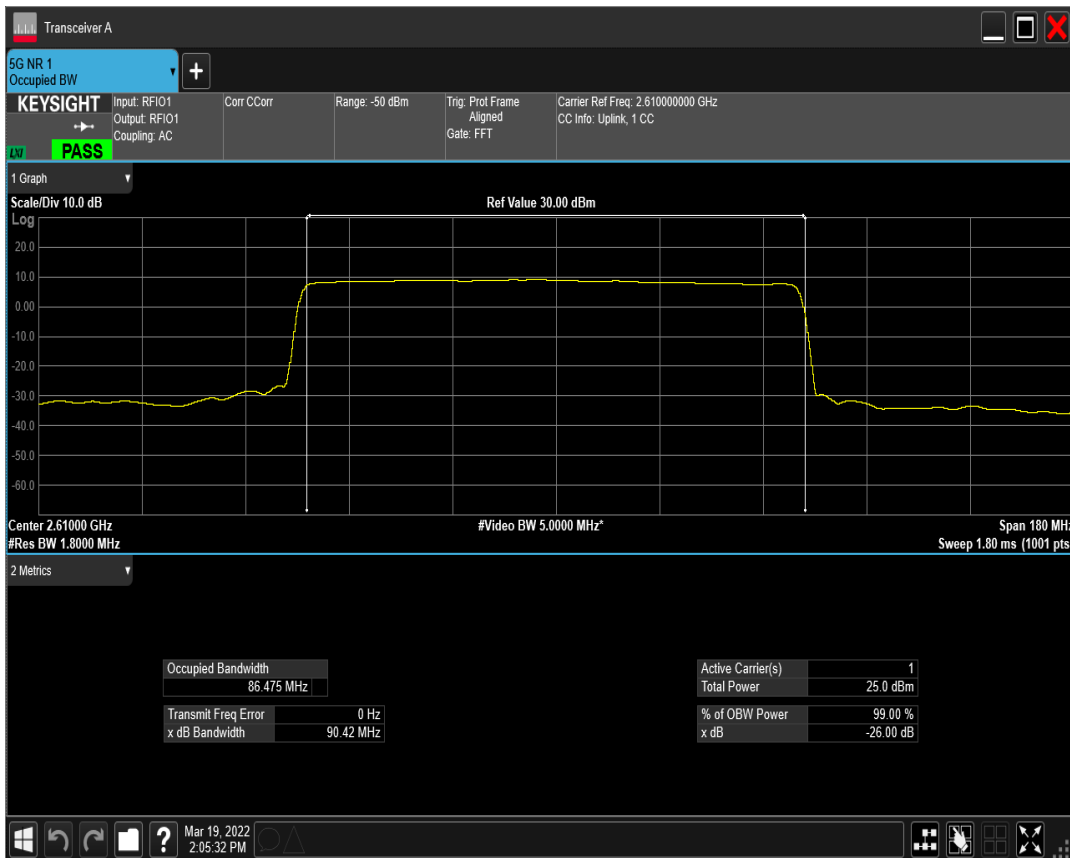 Transceiver A
5G NR 1
Occupied BW
KEYSIGHT
LXI
PASS
Input: RFIO1
Output: RFIO1
Coupling: AC
Corr CCorr
Range: -50 dBm
Trig: Prot Frame
Aligned
Gate: FFT
Carrier Ref Freq: 2.610000000 GHz
CC Info: Uplink, 1 CC
1 Graph
Scale/Div 10.0 dB
Ref Value 30.00 dBm
Log
20.0
10.0
0.00
-10.0
-20.0
-30.0
-40.0
-50.0
-60.0
Center 2.61000 GHz
#Video BW 5.0000 MHz*
Span 180 MHz
#Res BW 1.8000 MHz
Sweep 1.80 ms (1001 pts
2 Metrics
Occupied Bandwidth
86.475 MHz
Transmit Freq Error 0 Hz
x dB Bandwidth 90.42 MHz
Active Carrier(s) 1
Total Power 25.0 dBm
% of OBW Power 99.00 %
x dB -26.00 dB
?
Mar 19, 2022
2:05:32 PM